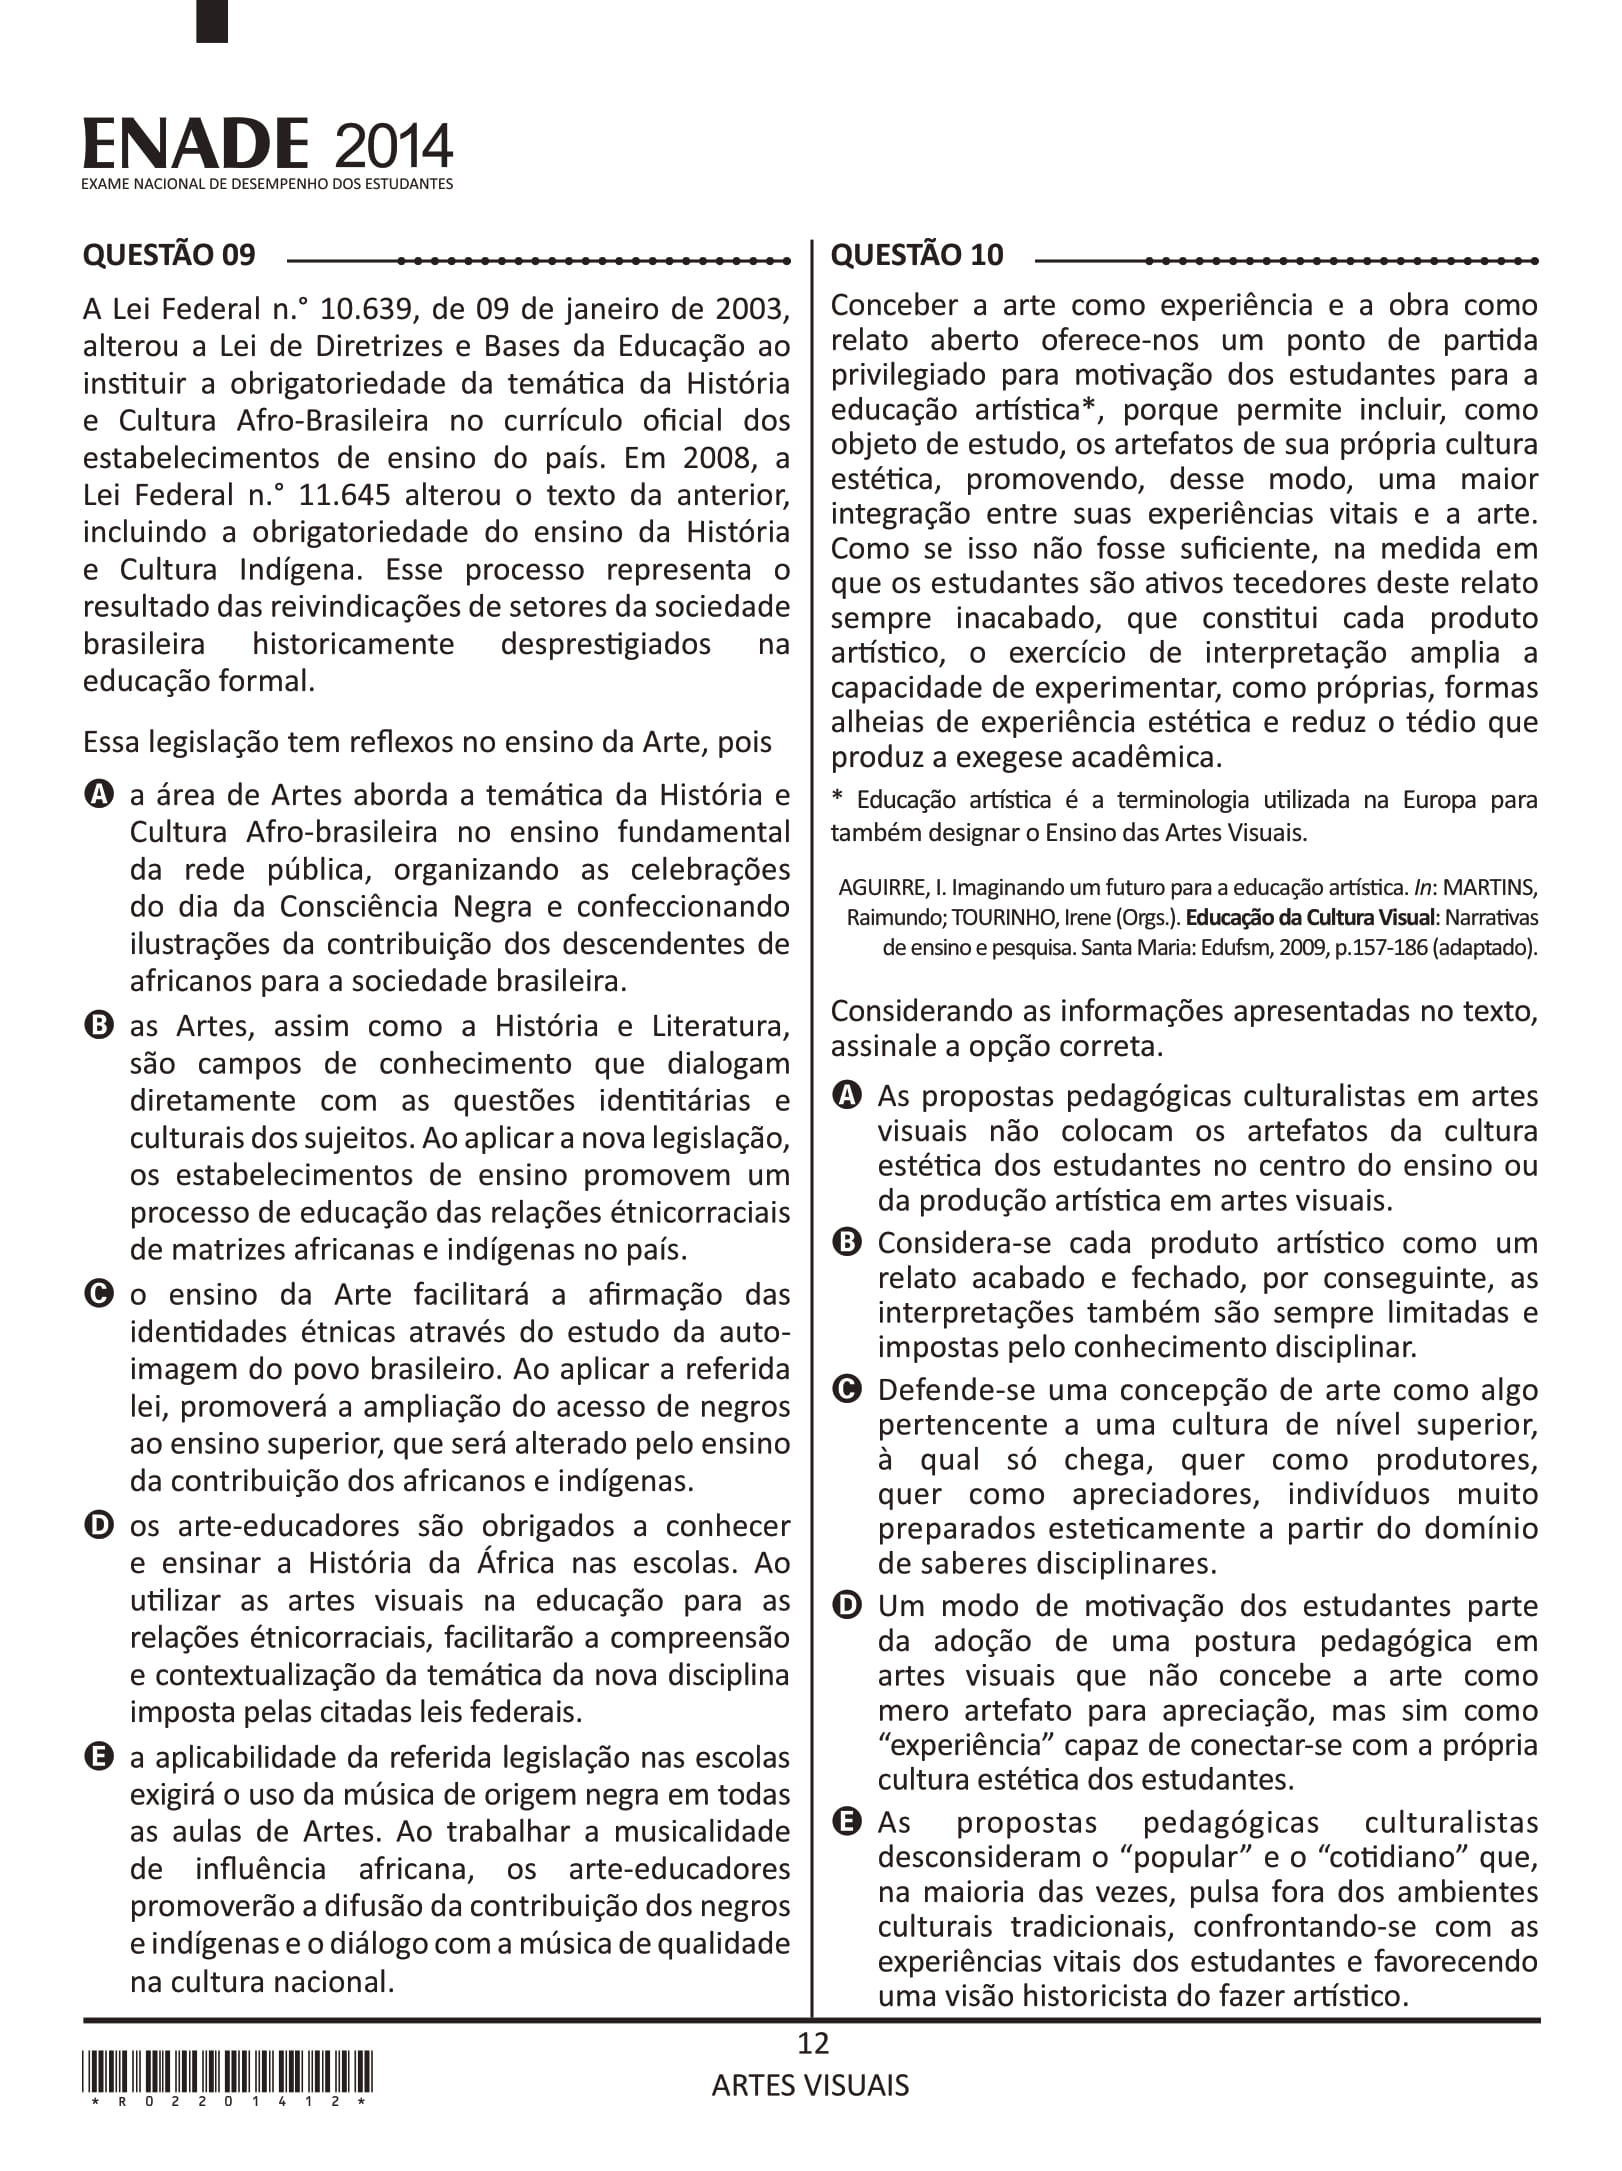 ENADE 2014
EXAME NACIONAL DE DESEMPENHO DOS ESTUDANTES
QUESTÃO 09
A Lei Federal n.° 10.639, de 09 de janeiro de 2003,
alterou a Lei de Diretrizes e Bases da Educação ao
instituir a obrigatoriedade da temática da História
e Cultura Afro-Brasileira no currículo oficial dos
estabelecimentos de ensino do país. Em 2008, a
Lei Federal n.° 11.645 alterou o texto da anterior,
incluindo a obrigatoriedade do ensino da História
e Cultura Indígena. Esse processo representa o
resultado das reivindicações de setores da sociedade
brasileira historicamente desprestigiados na
educação formal.
Essa legislação tem reflexos no ensino da Arte, pois
A a área de Artes aborda a temática da História e
Cultura Afro-brasileira no ensino fundamental
da rede pública, organizando as celebrações
do dia da Consciência Negra e confeccionando
ilustrações da contribuição dos descendentes de
africanos para a sociedade brasileira.
B as Artes, assim como a História e Literatura,
são campos de conhecimento que dialogam
diretamente com as questões identitárias e
culturais dos sujeitos. Ao aplicar a nova legislação,
os estabelecimentos de ensino promovem um
processo de educação das relações étnicorraciais
de matrizes africanas e indígenas no país.
C o ensino da Arte facilitará a afirmação das
identidades étnicas através do estudo da auto-
imagem do povo brasileiro. Ao aplicar a referida
lei, promoverá a ampliação do acesso de negros
ao ensino superior, que será alterado pelo ensino
da contribuição dos africanos e indígenas.
D os arte-educadores são obrigados a conhecer
e ensinar a História da África nas escolas. Ao
utilizar as artes visuais na educação para as
relações étnicorraciais, facilitarão a compreensão
e contextualização da temática da nova disciplina
imposta pelas citadas leis federais.
E a aplicabilidade da referida legislação nas escolas
exigirá o uso da música de origem negra em todas
as aulas de Artes. Ao trabalhar a musicalidade
de influência africana, os arte-educadores
promoverão a difusão da contribuição dos negros
e indígenas e o diálogo com a música de qualidade
na cultura nacional.
QUESTÃO 10
Conceber a arte como experiência e a obra como
relato aberto oferece-nos um ponto de partida
privilegiado para motivação dos estudantes para a
educação artística*, porque permite incluir, como
objeto de estudo, os artefatos de sua própria cultura
estética, promovendo, desse modo, uma maior
integração entre suas experiências vitais e a arte.
Como se isso não fosse suficiente, na medida em
que os estudantes são ativos tecedores deste relato
sempre inacabado, que constitui cada produto
artístico, o exercício de interpretação amplia a
capacidade de experimentar, como próprias, formas
alheias de experiência estética e reduz o tédio que
produz a exegese acadêmica.
* Educação artística é a terminologia utilizada na Europa para
também designar o Ensino das Artes Visuais.
AGUIRRE, I. Imaginando um futuro para a educação artística. In: MARTINS,
Raimundo; TOURINHO, Irene (Orgs.). Educação da Cultura Visual: Narrativas
de ensino e pesquisa. Santa Maria: Edufsm, 2009, p.157-186 (adaptado).
Considerando as informações apresentadas no texto,
assinale a opção correta.
A As propostas pedagógicas culturalistas em artes
visuais não colocam os artefatos da cultura
estética dos estudantes no centro do ensino ou
da produção artística em artes visuais.
B Considera-se cada produto artístico como um
relato acabado e fechado, por conseguinte, as
interpretações também são sempre limitadas e
impostas pelo conhecimento disciplinar.
C Defende-se uma concepção de arte como algo
pertencente a uma cultura de nível superior,
à qual só chega, quer como produtores,
quer como apreciadores, indivíduos muito
preparados esteticamente a partir do domínio
de saberes disciplinares.
D Um modo de motivação dos estudantes parte
da adoção de uma postura pedagógica em
artes visuais que não concebe a arte como
mero artefato para apreciação, mas sim como
“experiência” capaz de conectar-se com a própria
cultura estética dos estudantes.
E As propostas pedagógicas culturalistas
desconsideram o “popular” e o “cotidiano” que,
na maioria das vezes, pulsa fora dos ambientes
culturais tradicionais, confrontando-se com as
experiências vitais dos estudantes e favorecendo
uma visão historicista do fazer artístico.
12
ARTES VISUAIS
*R02201412*